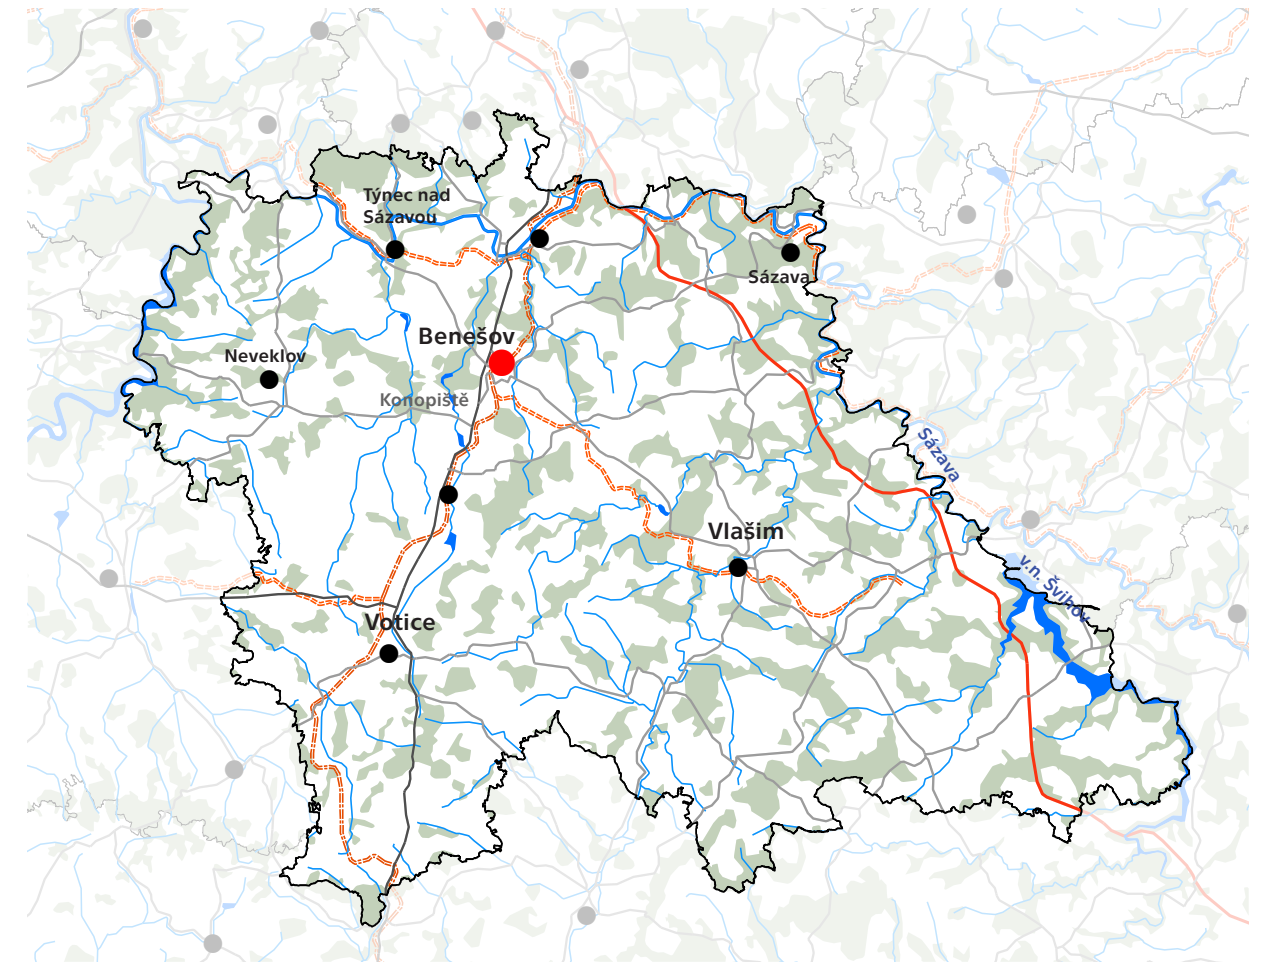 Týnec nad
Sázavou
Sázava
Benešov
Neveklov
Konopiště
Sázava
Vlašim
v.n. Švihov
Votice